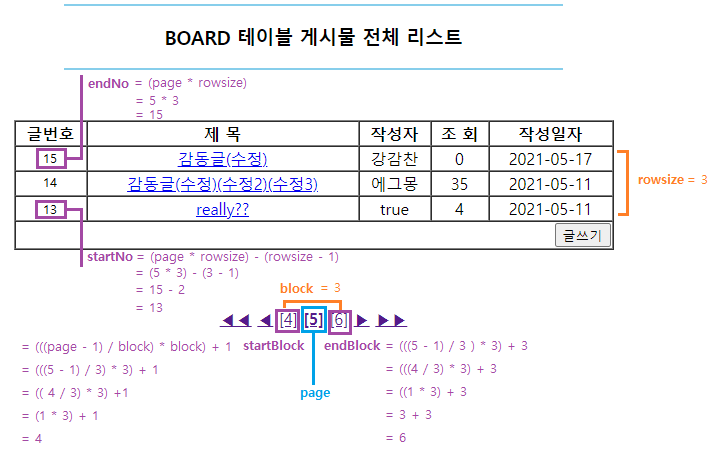 BOARD 테이블 게시물 전체 리스트
endNo = (page * rowsize)
= 5 * 3
= 15
글번호 제 목 작성자 조 회 작성일자
15 감동글(수정) 강감찬 0 2021-05-17
14 감동글(수정)(수정2)(수정3) 에그몽 35 2021-05-11
13 really?? true 4 2021-05-11
rowsize = 3
글쓰기
startNo = (page * rowsize) - (rowsize - 1)
= (5 * 3) - (3 - 1)
= 15 - 2
= 13
block = 3
◀◀ ◀ [4] [5] [6] ▶ ▶▶
startBlock
= (((page - 1) / block) * block) + 1
= (((5 - 1) / 3) * 3) + 1
= (( 4 / 3) * 3) +1
= (1 * 3) + 1
= 4
page
endBlock = (((5 - 1) / 3 ) * 3) + 3
= (((4 / 3) * 3) + 3
= ((1 * 3) + 3
= 3 + 3
= 6